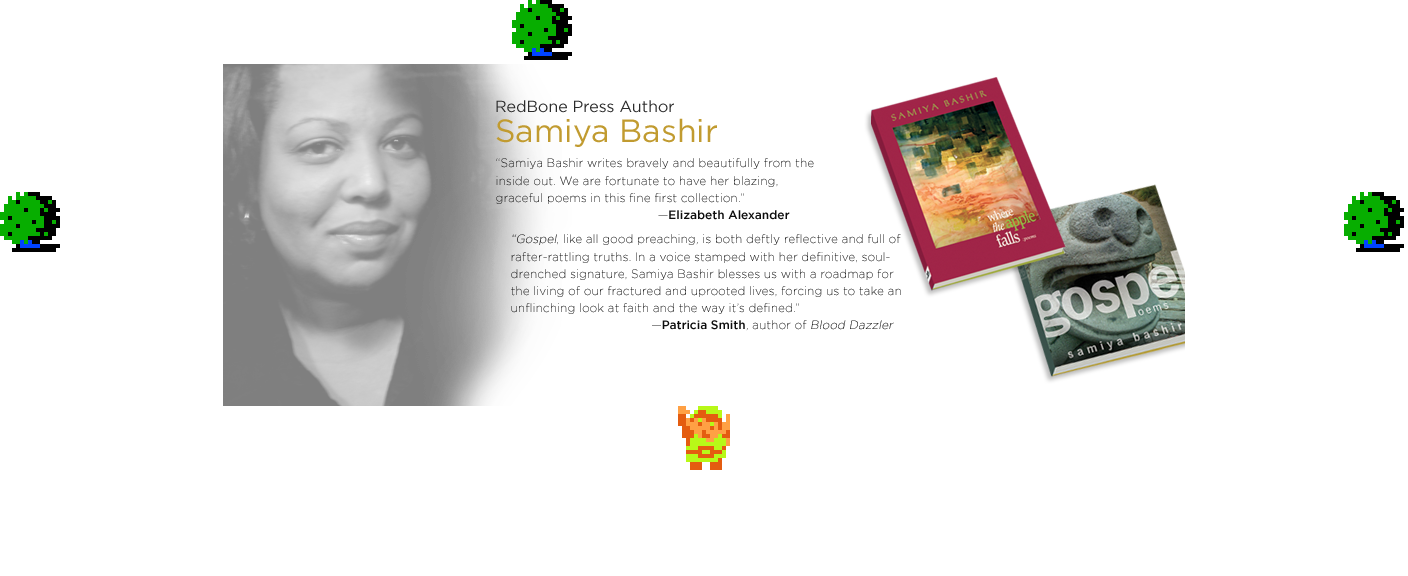 RedBone Press Author
Samiya Bashir
“Samiya Bashir writes bravely and beautifully from the
inside out. We are fortunate to have her blazing,
graceful poems in this fine first collection.”
—Elizabeth Alexander
“Gospel, like all good preaching, is both deftly reflective and full of
rafter-rattling truths. In a voice stamped with her definitive, soul-
drenched signature, Samiya Bashir blesses us with a roadmap for
the living of our fractured and uprooted lives, forcing us to take an
unflinching look at faith and the way it’s defined.”
—Patricia Smith, author of Blood Dazzler
SAMIYA BASHIR
where
the apple
falls
poems
gospel
poems
samiya bashir